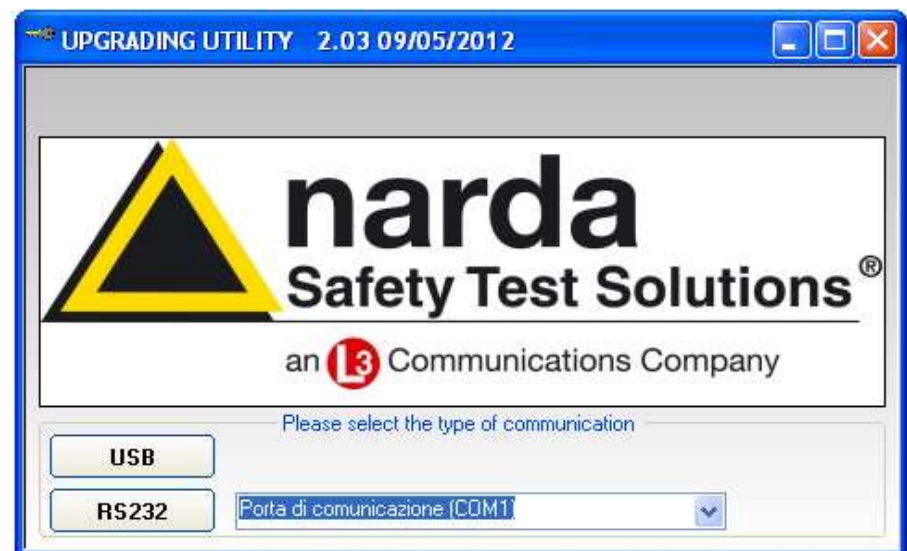 UPGRADING UTILITY 2.03 09/05/2012
narda
Safety Test Solutions®
an L3 Communications Company
Please select the type of communication
USB
RS232 Porta di comunicazione (COM1)